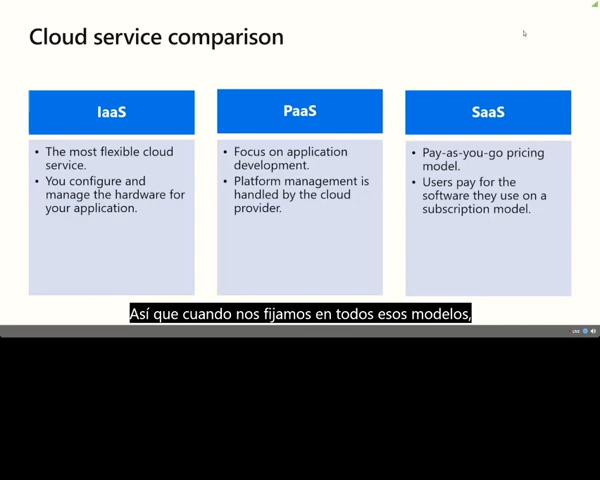 Cloud service comparison
IaaS
• The most flexible cloud
service.
• You configure and
manage the hardware for
your application.
PaaS
• Focus on application
development.
• Platform management is
handled by the cloud
provider.
SaaS
• Pay-as-you-go pricing
model.
• Users pay for the
software they use on a
subscription model.
Así que cuando nos fijamos en todos esos modelos,
LIVE